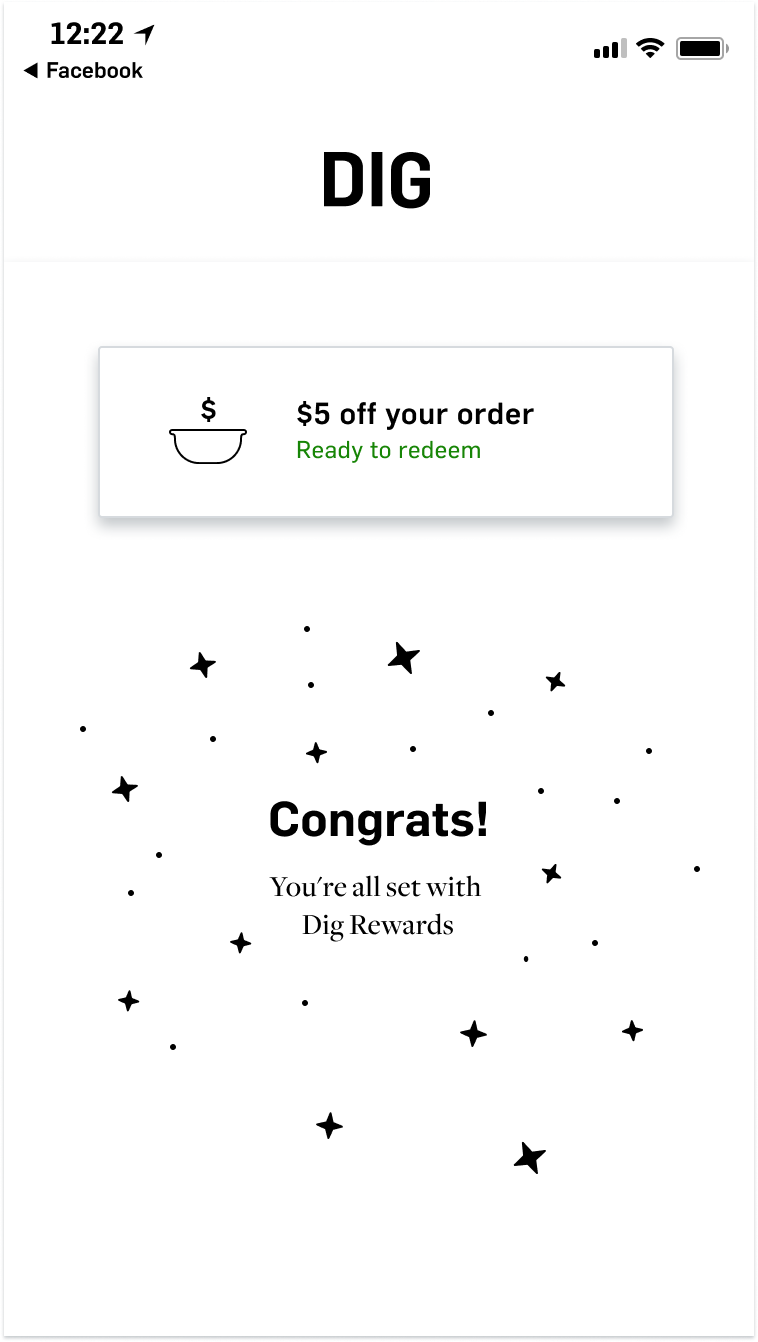 12:22
◀ Facebook
DIG
$
$5 off your order
Ready to redeem
Congrats!
You're all set with
Dig Rewards